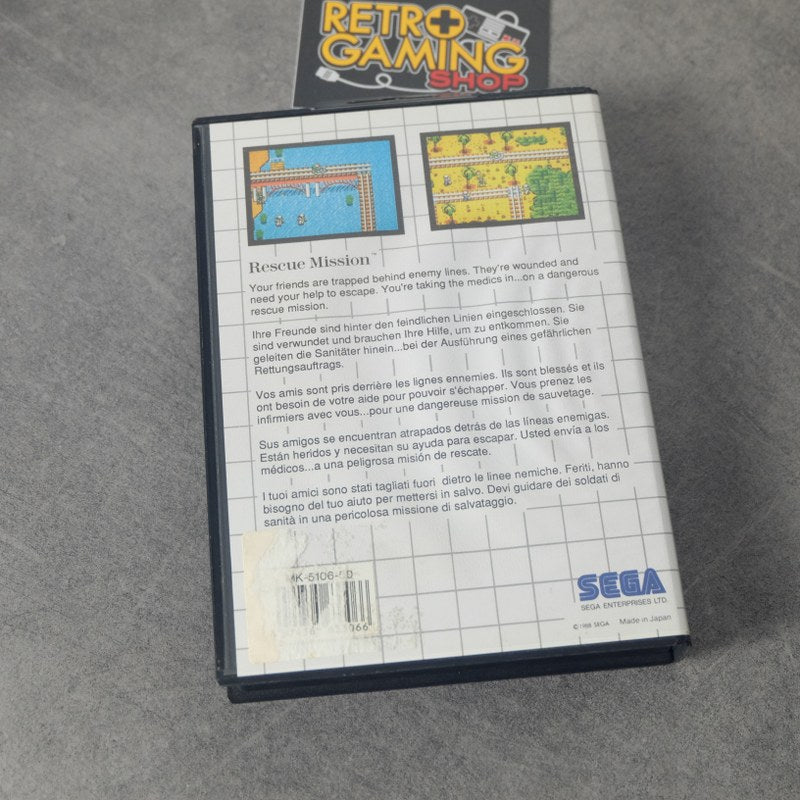 RETRO
GAMING
SHOP
Rescue Mission™
Your friends are trapped behind enemy lines. They're wounded and
need your help to escape. You're taking the medics in...on a dangerous
rescue mission.
Ihre Freunde sind hinter den feindlichen Linien eingeschlossen. Sie
sind verwundet und brauchen Ihre Hilfe, um zu entkommen. Sie
geleiten die Sanitäter hinein...bei der Ausführung eines gefährlichen
Rettungsauftrags.
Vos amis sont pris derrière les lignes ennemies. Ils sont blessés et ils
ont besoin de votre aide pour pouvoir s'échapper. Vous prenez les
infirmiers avec vous...pour une dangereuse mission de sauvetage.
Sus amigos se encuentran atrapados detrás de las líneas enemigas.
Están heridos y necesitan su ayuda para escapar. Usted envía a los
médicos...a una peligrosa misión de rescate.
I tuoi amici sono stati tagliati fuori dietro le linee nemiche. Feriti, hanno
bisogno del tuo aiuto per mettersi in salvo. Devi guidare dei soldati di
sanità in una pericolosa missione di salvataggio.
SEGA
SEGA ENTERPRISES LTD.
© 1988 SEGA Made in Japan